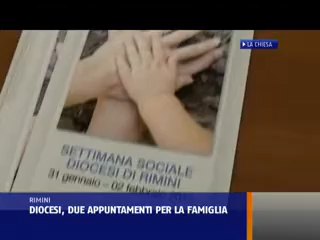 LA CHIESA
SETTIMANA SOCIALE
DIOCESI DI RIMINI
31 gennaio - 02 febbraio
RIMINI
DIOCESI, DUE APPUNTAMENTI PER LA FAMIGLIA